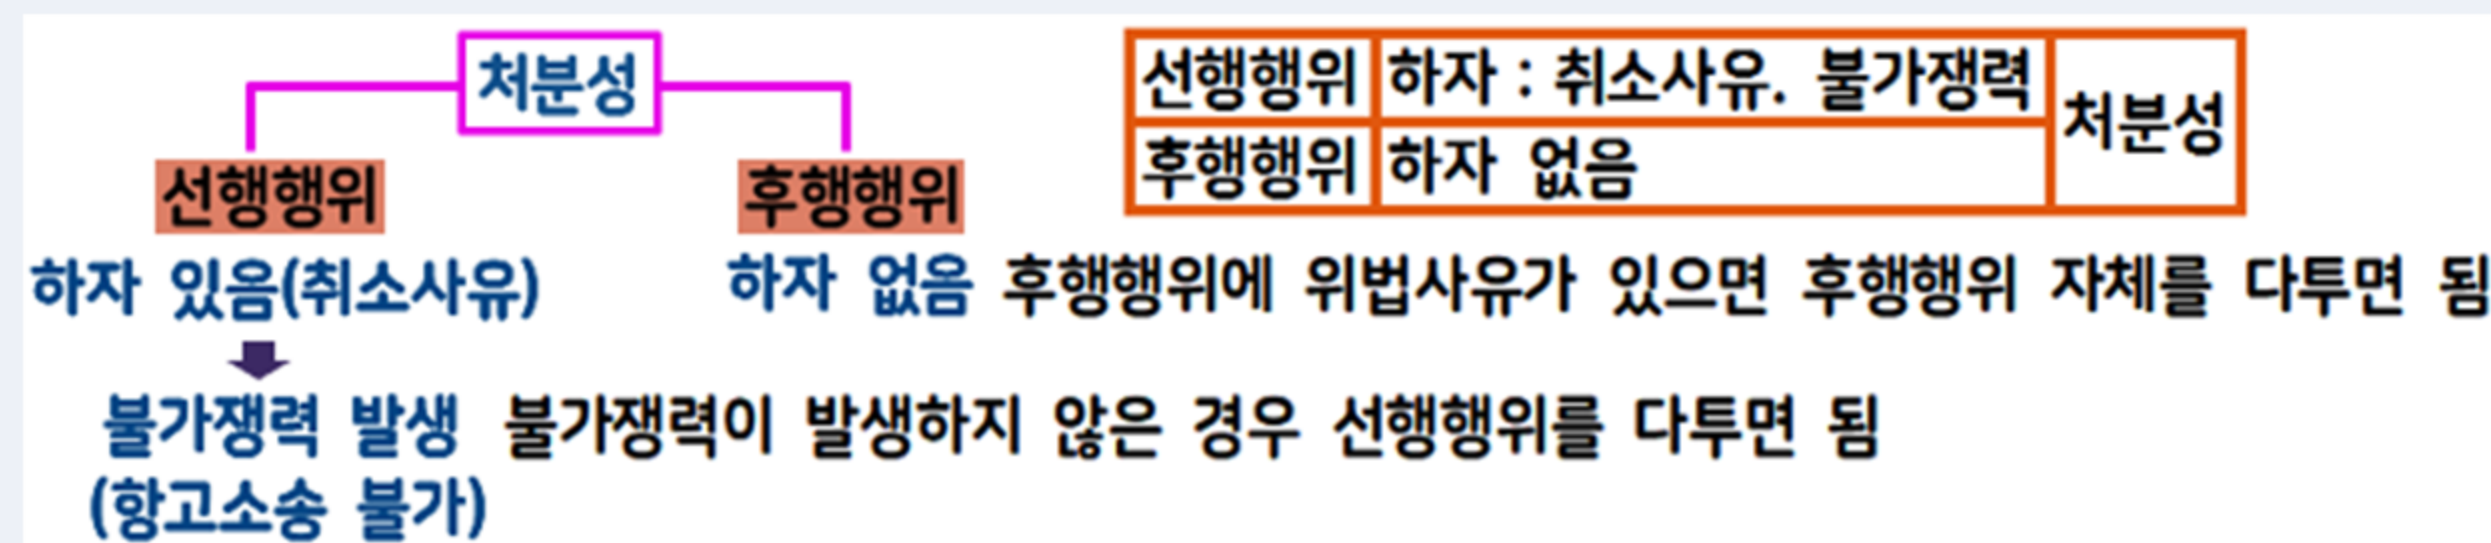 처분성
선행행위 후행행위
선행행위 하자 : 취소사유. 불가쟁력 처분성
후행행위 하자 없음
하자 있음(취소사유) 하자 없음 후행행위에 위법사유가 있으면 후행행위 자체를 다투면 됨
불가쟁력 발생 불가쟁력이 발생하지 않은 경우 선행행위를 다투면 됨
(항고소송 불가)